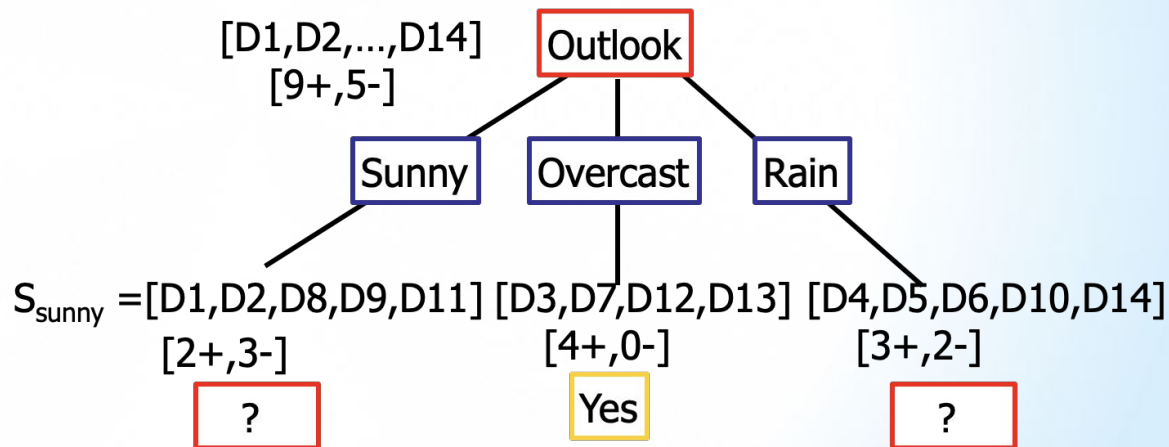 [D1,D2,...,D14] Outlook
[9+,5-]
Sunny Overcast Rain
S_sunny =[D1,D2,D8,D9,D11] [D3,D7,D12,D13] [D4,D5,D6,D10,D14]
[2+,3-] [4+,0-] [3+,2-]
? Yes ?